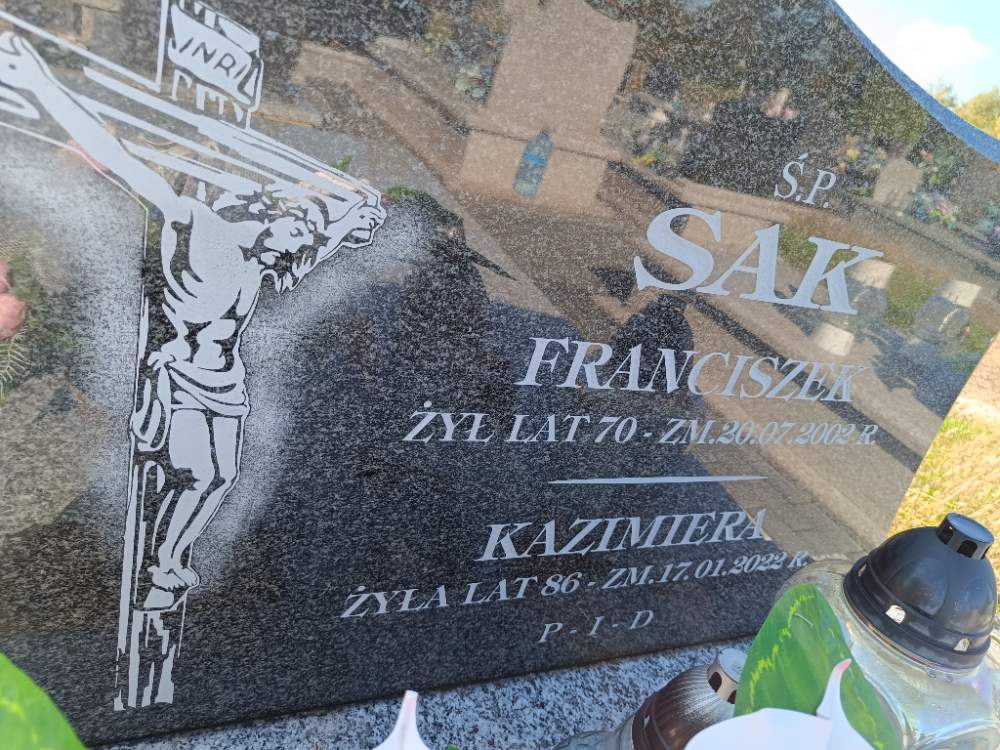 INRI
Ś.P.
SAK
FRANCISZEK
ŻYŁ LAT 70 - ZM.20.07.2002 R.
KAZIMIERA
ŻYŁA LAT 86 - ZM.17.01.2022 R.
P - I - D